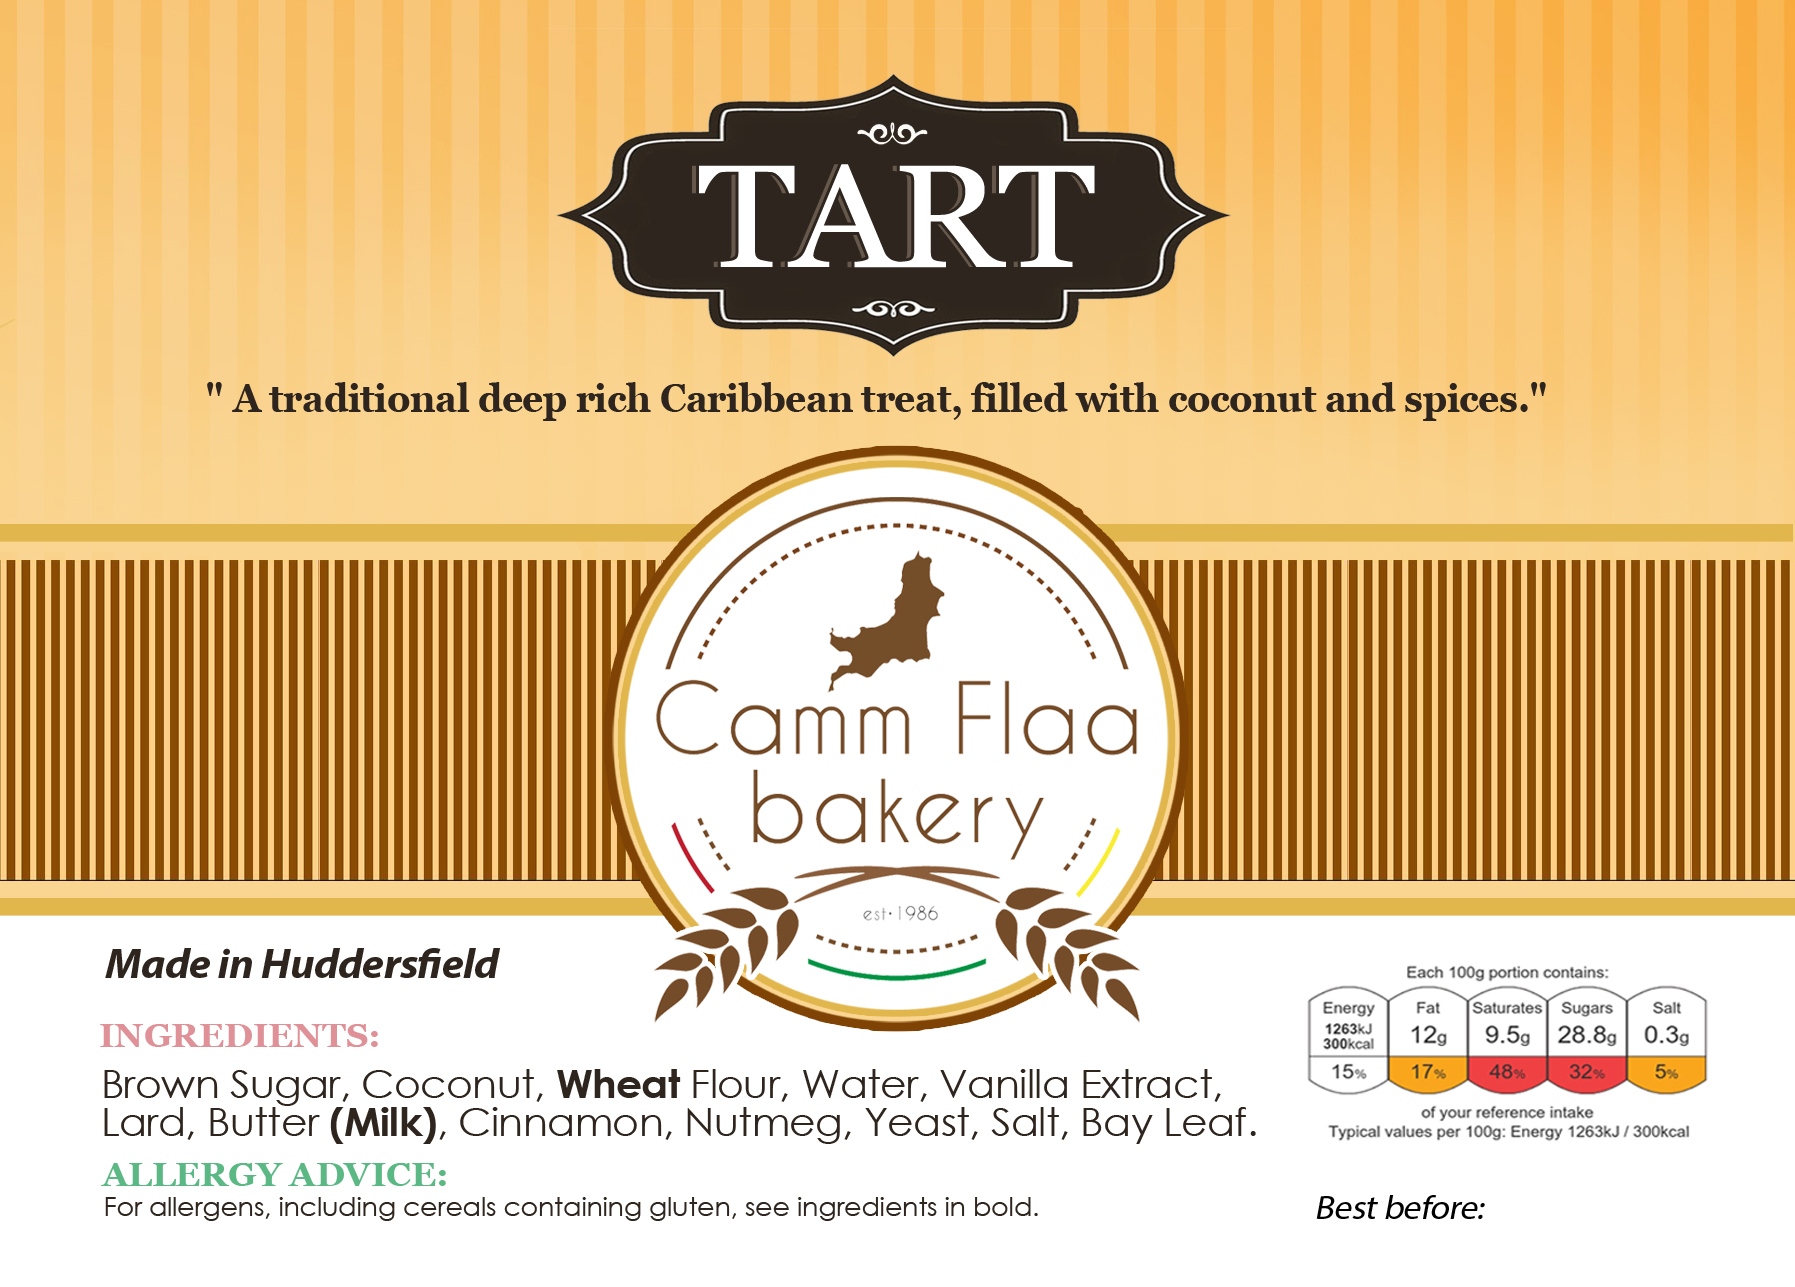 TART
" A traditional deep rich Caribbean treat, filled with coconut and spices."
Camm Flaa
bakery
est·1986
Made in Huddersfield
INGREDIENTS:
Brown Sugar, Coconut, Wheat Flour, Water, Vanilla Extract,
Lard, Butter (Milk), Cinnamon, Nutmeg, Yeast, Salt, Bay Leaf.
ALLERGY ADVICE:
For allergens, including cereals containing gluten, see ingredients in bold.
Each 100g portion contains:
Energy Fat Saturates Sugars Salt
1263kJ
300kcal 12g 9.5g 28.8g 0.3g
15% 17% 48% 32% 5%
of your reference intake
Typical values per 100g: Energy 1263kJ / 300kcal
Best before: